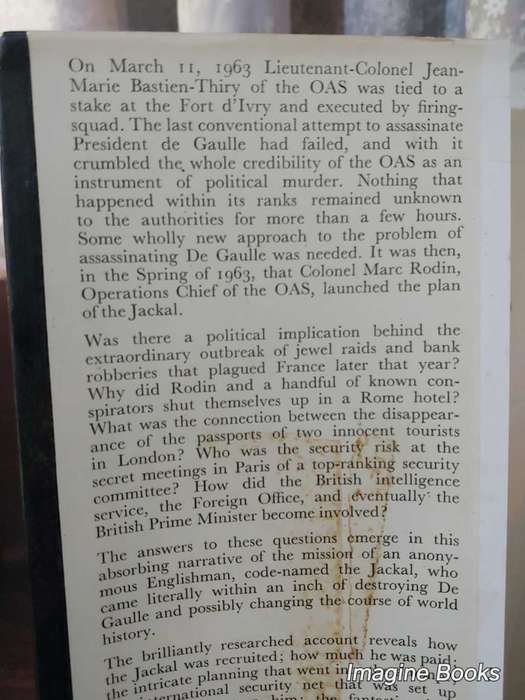 On March 11, 1963 Lieutenant-Colonel Jean-
Marie Bastien-Thiry of the OAS was tied to a
stake at the Fort d'Ivry and executed by firing-
squad. The last conventional attempt to assassinate
President de Gaulle had failed, and with it
crumbled the whole credibility of the OAS as an
instrument of political murder. Nothing that
happened within its ranks remained unknown
to the authorities for more than a few hours.
Some wholly new approach to the problem of
assassinating De Gaulle was needed. It was then,
in the Spring of 1963, that Colonel Marc Rodin,
Operations Chief of the OAS, launched the plan
of the Jackal.
Was there a political implication behind the
extraordinary outbreak of jewel raids and bank
robberies that plagued France later that year?
Why did Rodin and a handful of known con-
spirators shut themselves up in a Rome hotel?
What was the connection between the disappear-
ance of the passports of two innocent tourists
in London? Who was the security risk at the
secret meetings in Paris of a top-ranking security
committee? How did the British intelligence
service, the Foreign Office, and eventually the
British Prime Minister become involved?
The answers to these questions emerge in this
absorbing narrative of the mission of an anony-
mous Englishman, code-named the Jackal, who
came literally within an inch of destroying De
Gaulle and possibly changing the course of world
history.
The brilliantly researched account reveals how
the Jackal was recruited; how much he was paid;
the intricate planning that went in
international security net that was set up
Imagine Books